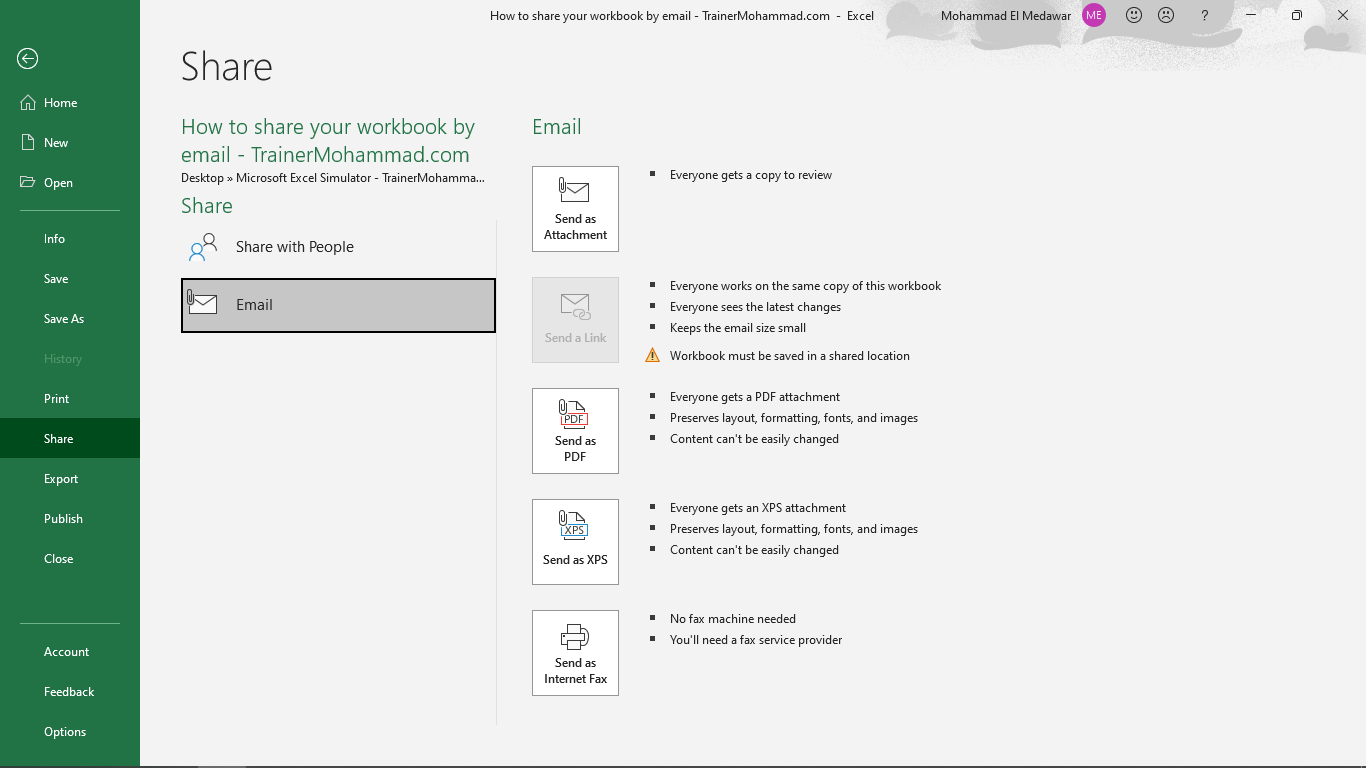 How to share your workbook by email - TrainerMohammad.com - Excel
Mohammad El Medawar
ME
?
Home
New
Open
Info
Save
Save As
History
Print
Share
Export
Publish
Close
Account
Feedback
Options
Share
How to share your workbook by
email - TrainerMohammad.com
Desktop » Microsoft Excel Simulator - TrainerMohamma...
Share
Share with People
Email
Email
Send as
Attachment
Everyone gets a copy to review
Send a Link
Everyone works on the same copy of this workbook
Everyone sees the latest changes
Keeps the email size small
Workbook must be saved in a shared location
PDF
Send as
PDF
Everyone gets a PDF attachment
Preserves layout, formatting, fonts, and images
Content can't be easily changed
XPS
Send as XPS
Everyone gets an XPS attachment
Preserves layout, formatting, fonts, and images
Content can't be easily changed
Send as
Internet Fax
No fax machine needed
You'll need a fax service provider